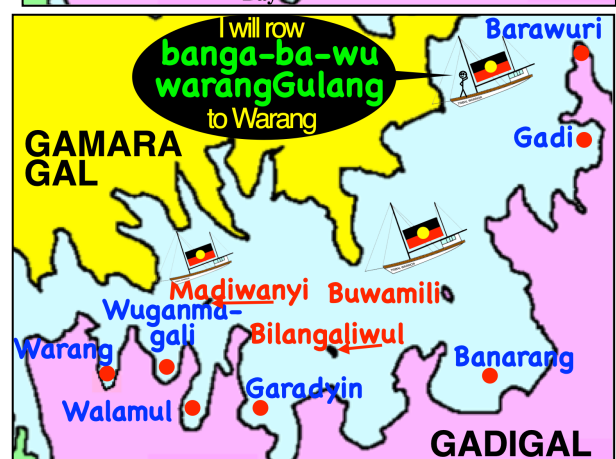 I will row
banga-ba-wu
warangGulang
to Warang
Barawuri
Gadi
GAMARA
GAL
Madiwanyi
Buwamili
Wuganma-
gali
Bilangaliwul
Warang
Banarang
Garadyin
Walamul
GADIGAL